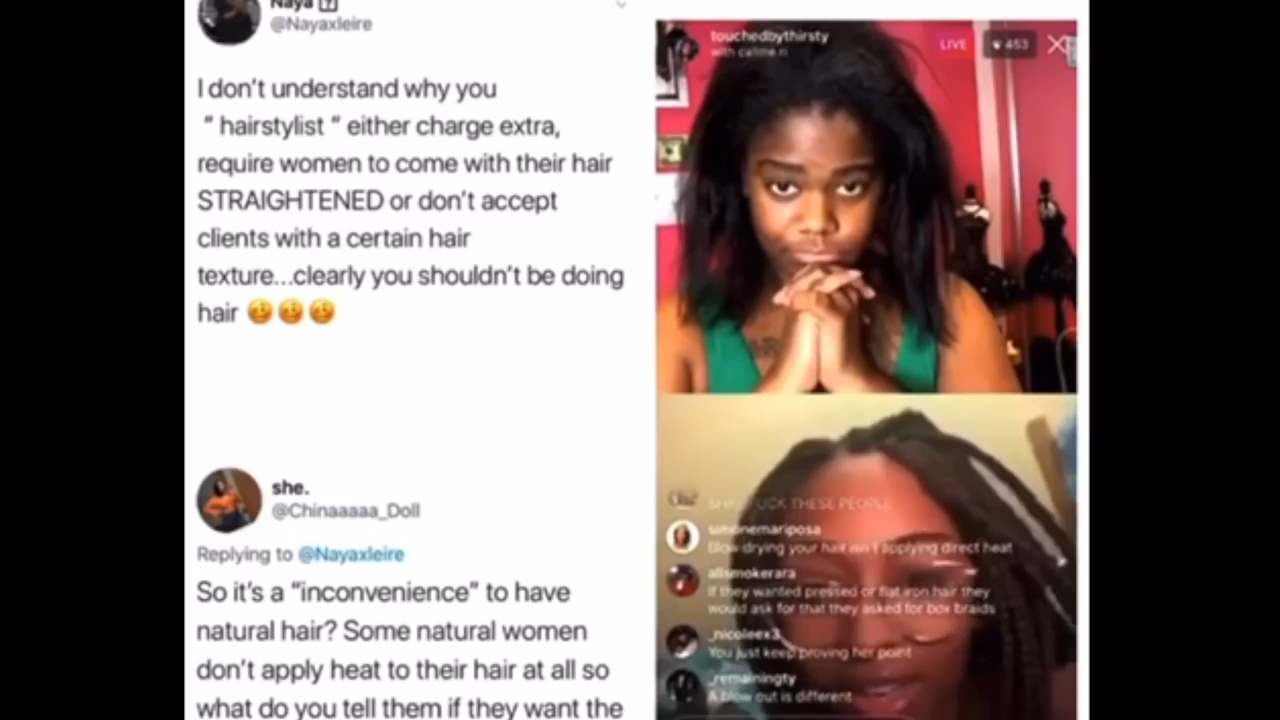 Naya
@Nayaxleire
I don't understand why you
“ hairstylist “ either charge extra,
require women to come with their hair
STRAIGHTENED or don't accept
clients with a certain hair
texture...clearly you shouldn't be doing
hair
she.
@Chinaaaaa_Doll
Replying to @Nayaxleire
So it's a “inconvenience” to have
natural hair? Some natural women
don't apply heat to their hair at all so
what do you tell them if they want the
touchedbythirsty
with
LIVE
453
THESE PEOPLE
simonemariposa
Blow drying your hair isn't applying direct heat
allsmokerara
If they wanted pressed or flat iron hair they
would ask for that they asked for box braids
_nicoleex3
You just keep proving her point
_remainingty
A blow out is different